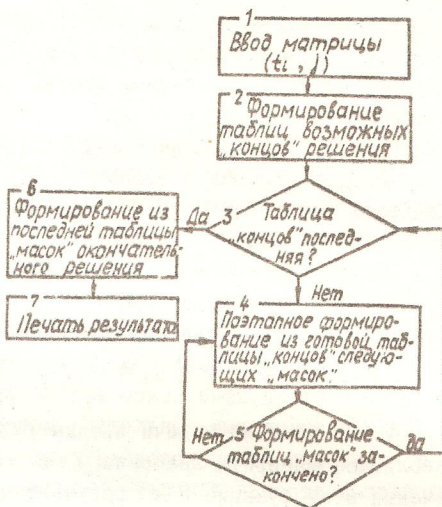 1
Ввод матрицы
(ti, j)
2
Формирование
таблиц возможных
„концов" решения
3
Таблица
„концов" послед-
няя?
Да
Нет
6
Формирование из
последней таблицы
„масок" окончатель-
ного решения
7
Печать результата
4
Поэтапное формиро-
вание из готовой таб-
лицы „концов" следую-
щих „масок".
5
Формирование
таблиц „масок" за-
кончено?
Нет
да